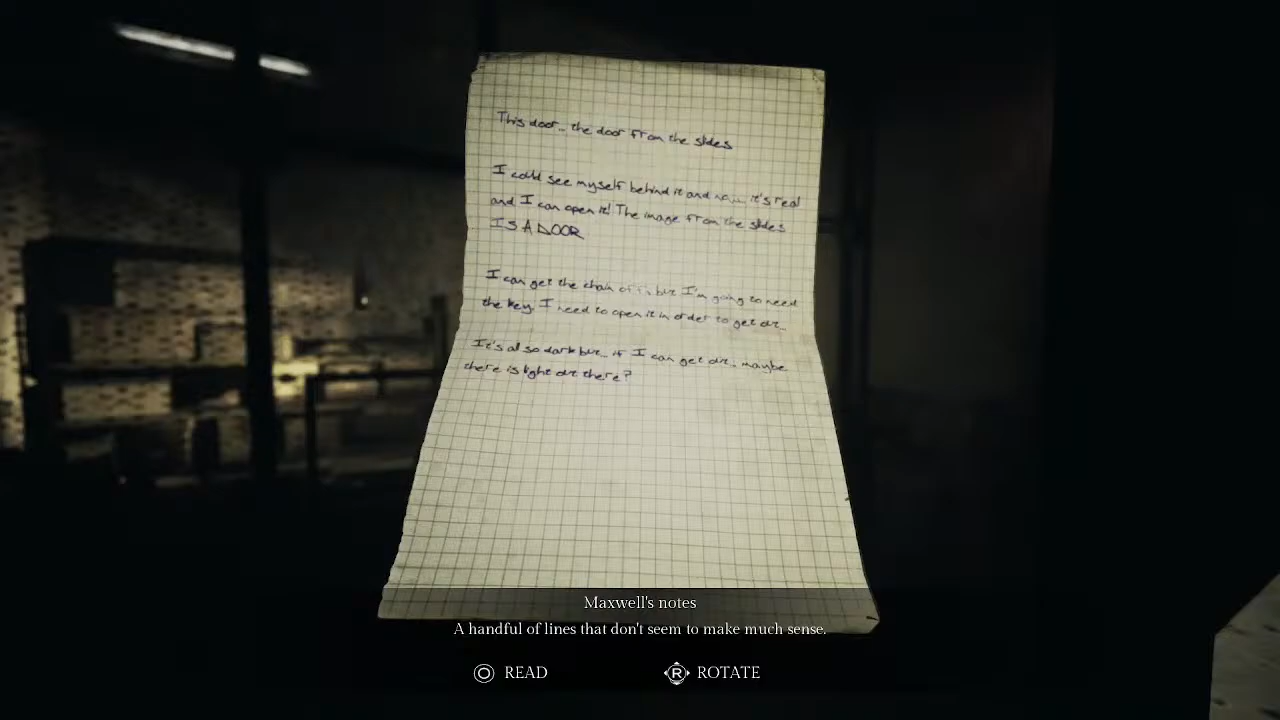 This door... the door from the slides
I could see myself behind it and now... it's real
and I can open it! The image from the slides
IS A DOOR
I can get the chain off, but I'm going to need
the key. I need to open it in order to get out...
It's also dark but... if I can get out... maybe
there is light out there?
Maxwell's notes
A handful of lines that don't seem to make much sense.
READ
R ROTATE